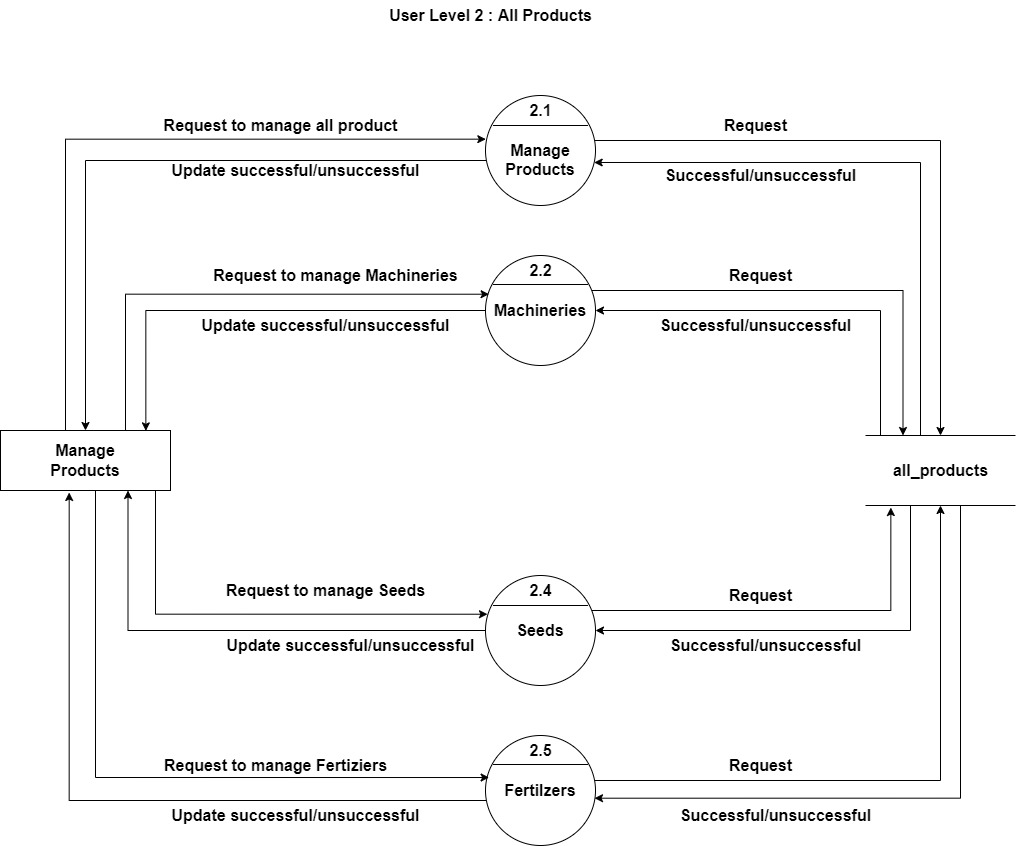 User Level 2 : All Products
2.1
Request to manage all product
Request
Manage
Products
Update successful/unsuccessful
Successful/unsuccessful
2.2
Request to manage Machineries
Request
Machineries
Update successful/unsuccessful
Successful/unsuccessful
Manage
Products
all_products
2.4
Request to manage Seeds
Request
Seeds
Update successful/unsuccessful
Successful/unsuccessful
2.5
Request to manage Fertiziers
Request
Fertilzers
Update successful/unsuccessful
Successful/unsuccessful